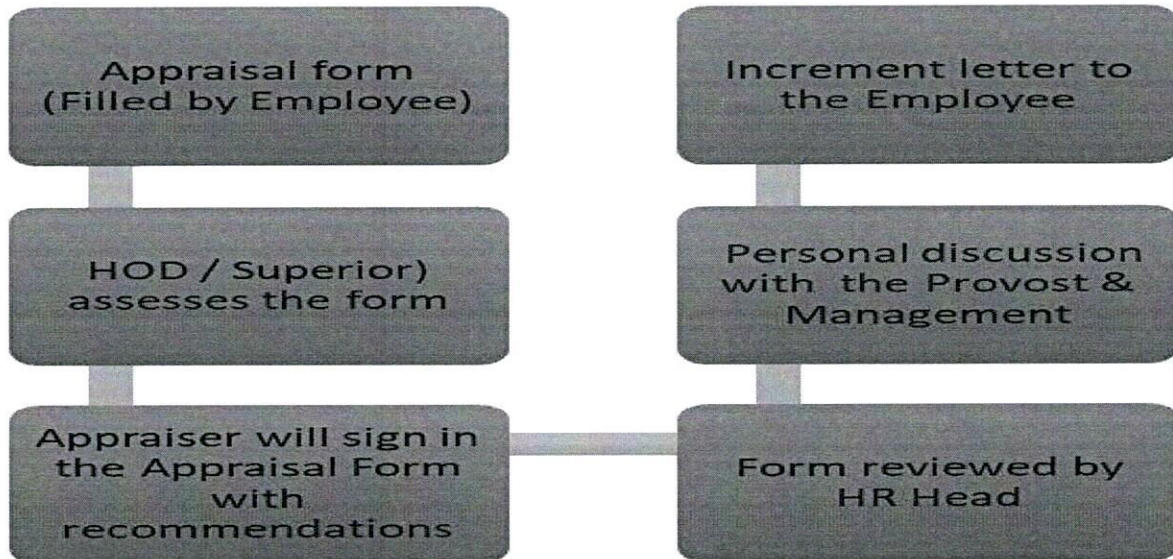 Appraisal form
(Filled by Employee)
HOD / Superior)
assesses the form
Appraiser will sign in
the Appraisal Form
with
recommendations
Form reviewed by
HR Head
Personal discussion
with the Provost &
Management
Increment letter to
the Employee